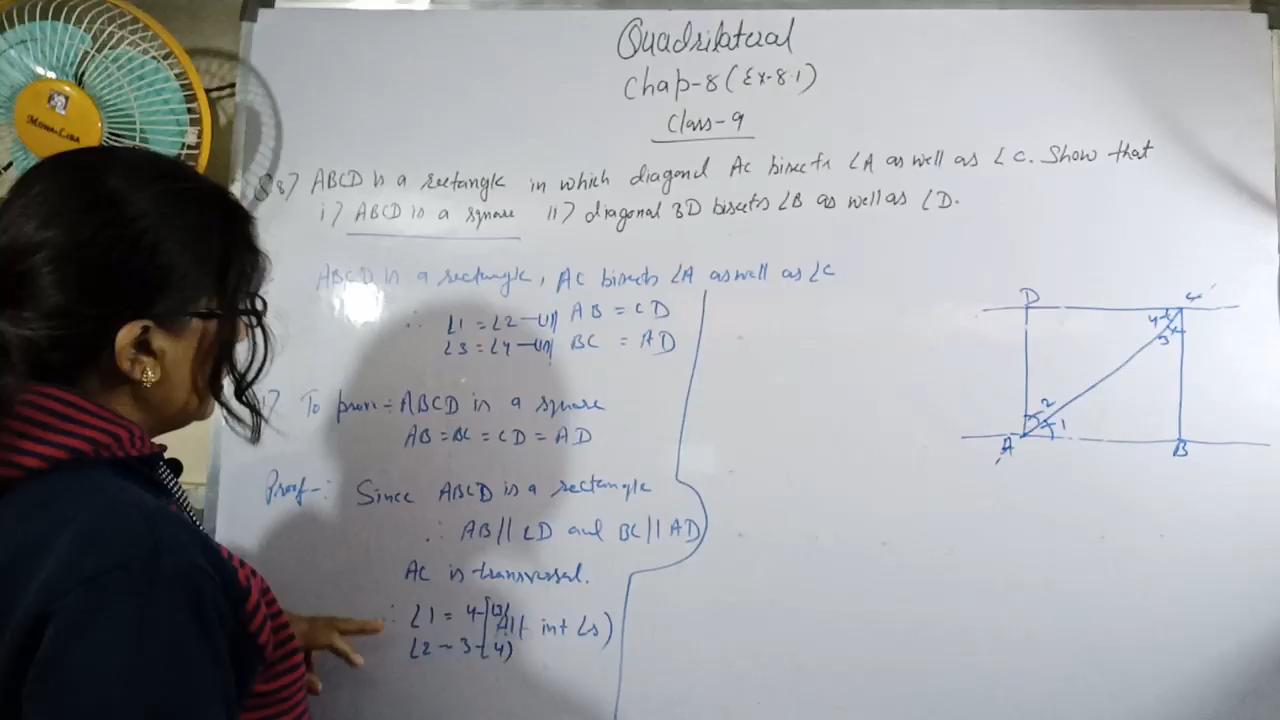 Quadrilateral
Chap-8 (Ex-8.1)
Class-9
Q8) ABCD is a rectangle in which diagonal AC bisects ∠A as well as ∠C. Show that
i) ABCD is a square ii) diagonal BD bisects ∠B as well as ∠D.
ABCD is a rectangle, AC bisects ∠A as well as ∠C
∴ ∠1 = ∠2 AB = CD
∠3 = ∠4 BC = AD
To prove:- ABCD is a square
AB = BC = CD = AD
Proof-: Since ABCD is a rectangle
∴ AB || CD and BC || AD
AC is transversal.
∴ ∠1 = 4 - (3) (Alt int ∠s)
∠2 - 3 - (4)
D
4
3
2
1
A
B
MONA-LISA